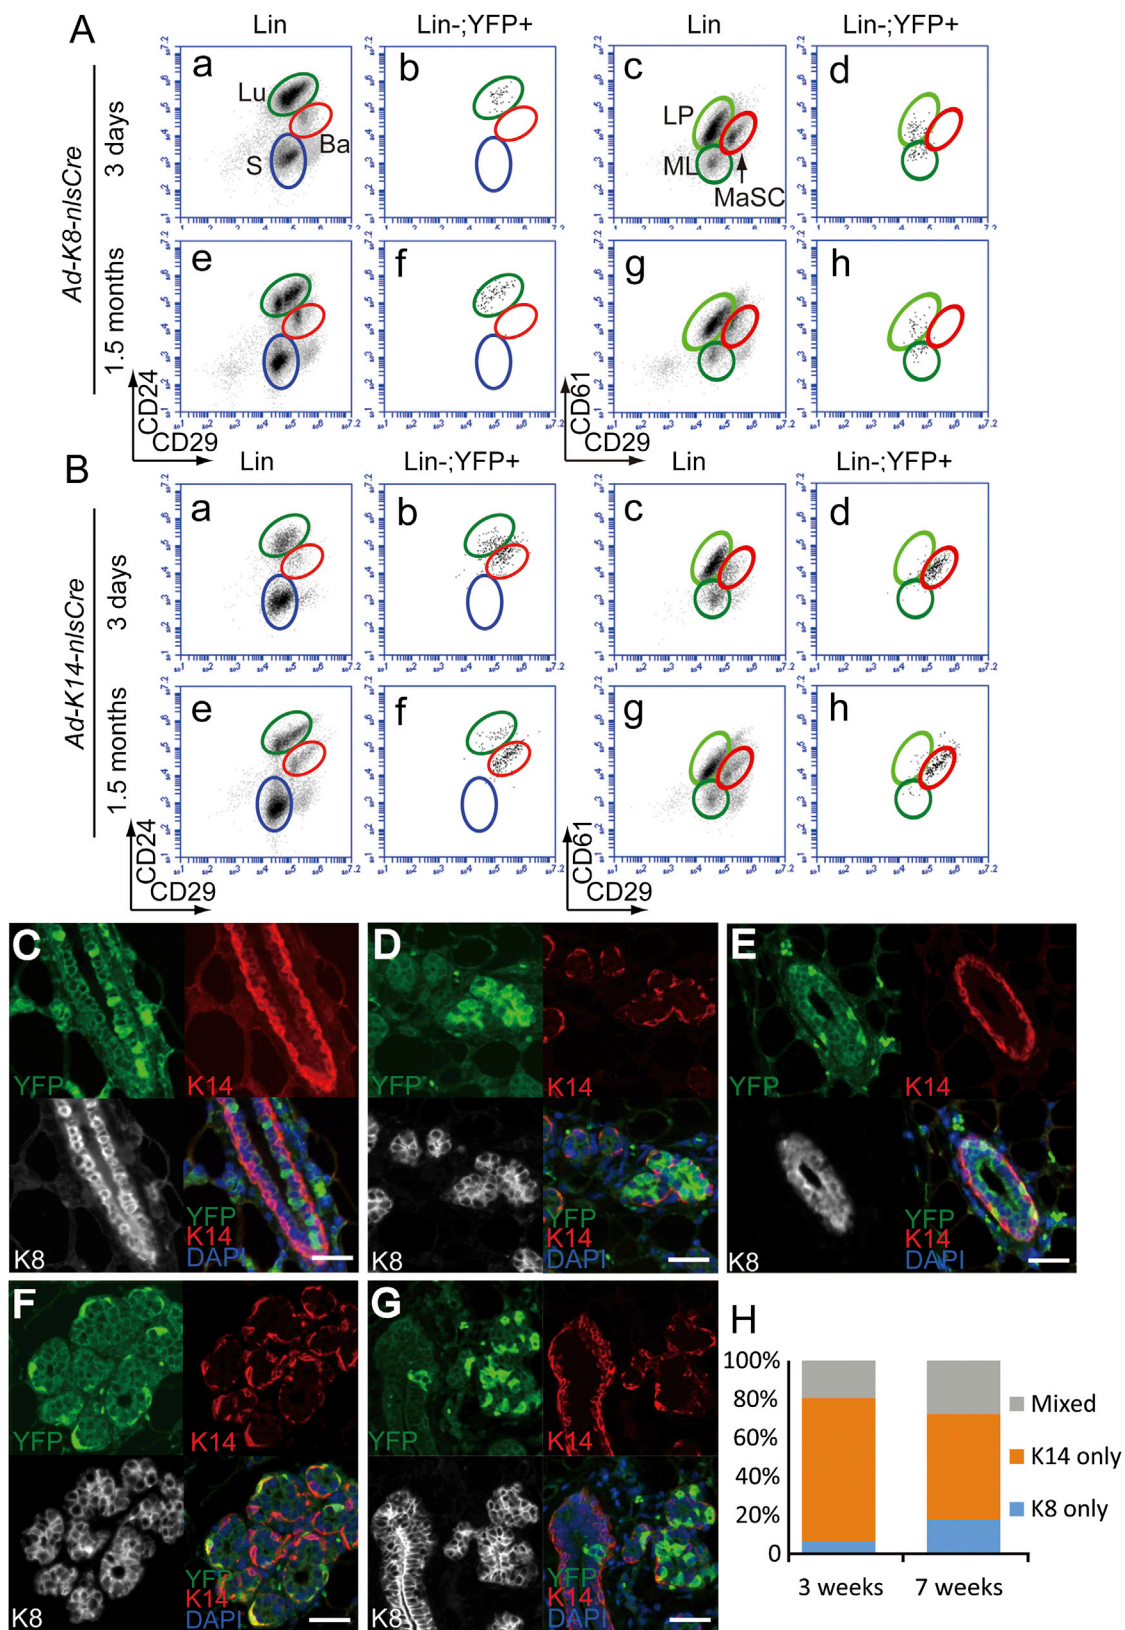 A
Lin
Lin-;YFP+
Lin
Lin-;YFP+
Ad-K8-nlsCre
3 days
1.5 months
a
Lu
S
Ba
b
c
LP
ML
MaSC
d
e
f
g
h
CD24
CD29
CD61
CD29
B
Lin
Lin-;YFP+
Lin
Lin-;YFP+
Ad-K14-nlsCre
3 days
1.5 months
a
b
c
d
e
f
g
h
CD24
CD29
CD61
CD29
C
YFP
K14
K8
YFP
K14
DAPI
D
YFP
K14
K8
YFP
K14
DAPI
E
YFP
K14
K8
YFP
K14
DAPI
F
YFP
K14
K8
YFP
K14
DAPI
G
YFP
K14
K8
YFP
K14
DAPI
H
100%
80%
60%
40%
20%
0
3 weeks
7 weeks
Mixed
K14 only
K8 only